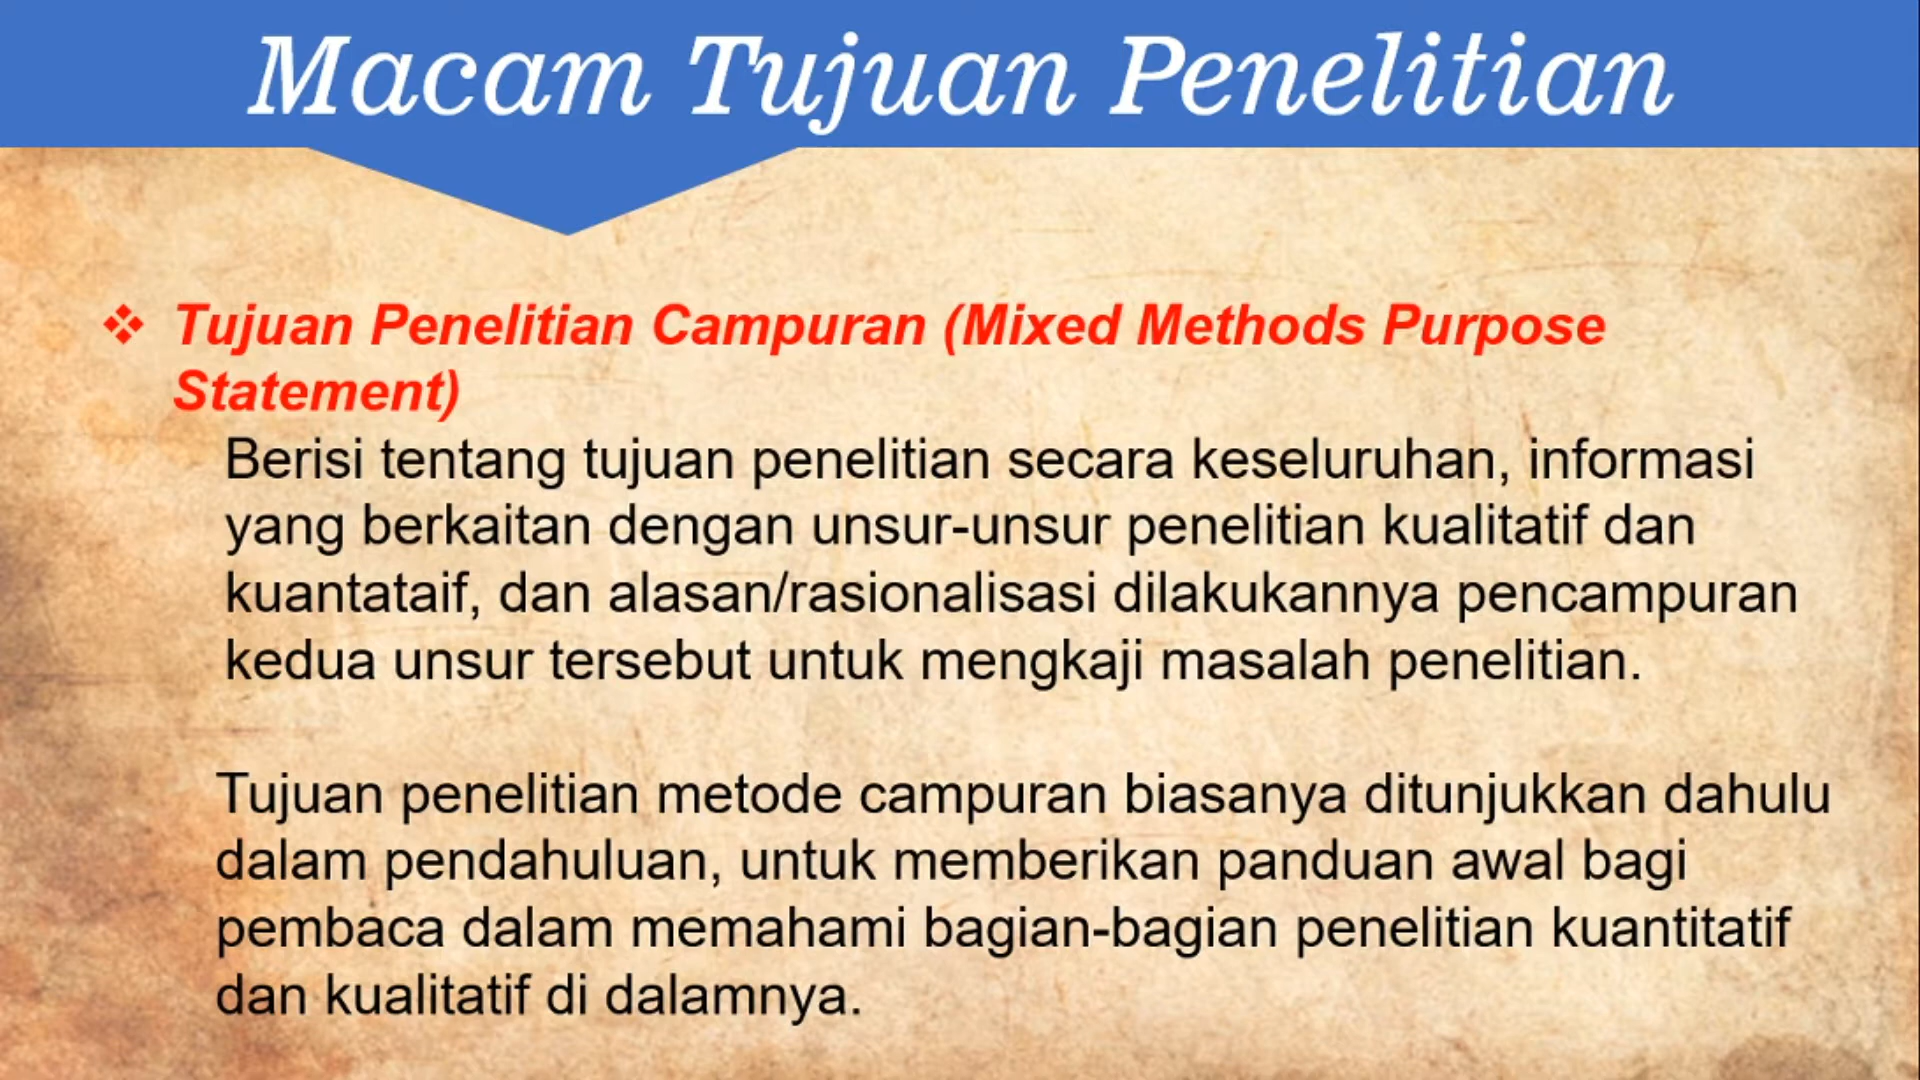 Macam Tujuan Penelitian
❖ Tujuan Penelitian Campuran (Mixed Methods Purpose
Statement)
Berisi tentang tujuan penelitian secara keseluruhan, informasi
yang berkaitan dengan unsur-unsur penelitian kualitatif dan
kuantataif, dan alasan/rasionalisasi dilakukannya pencampuran
kedua unsur tersebut untuk mengkaji masalah penelitian.
Tujuan penelitian metode campuran biasanya ditunjukkan dahulu
dalam pendahuluan, untuk memberikan panduan awal bagi
pembaca dalam memahami bagian-bagian penelitian kuantitatif
dan kualitatif di dalamnya.